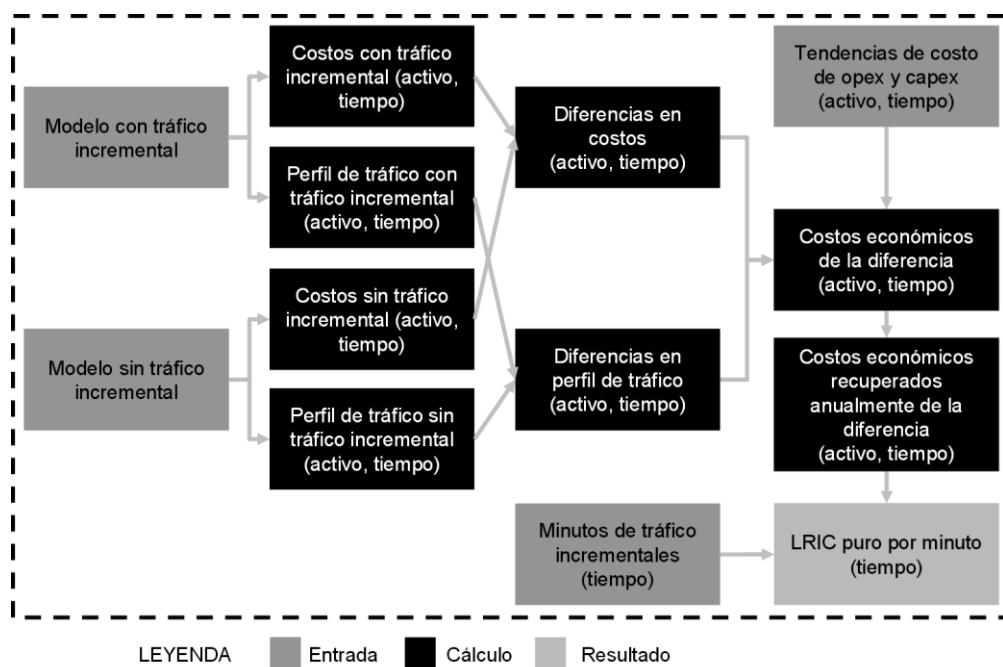 Modelo con tráfico
incremental
Modelo sin tráfico
incremental
Costos con tráfico
incremental (activo,
tiempo)
Perfil de tráfico con
tráfico incremental
(activo, tiempo)
Costos sin tráfico
incremental (activo,
tiempo)
Perfil de tráfico sin
tráfico incremental
(activo, tiempo)
Diferencias en
costos
(activo, tiempo)
Diferencias en
perfil de tráfico
(activo, tiempo)
Minutos de tráfico
incrementales
(tiempo)
Tendencias de costo
de opex y capex
(activo, tiempo)
Costos económicos
de la diferencia
(activo, tiempo)
Costos económicos
recuperados
anualmente de la
diferencia
(activo, tiempo)
LRIC puro por minuto
(tiempo)
LEYENDA
Entrada
Cálculo
Resultado